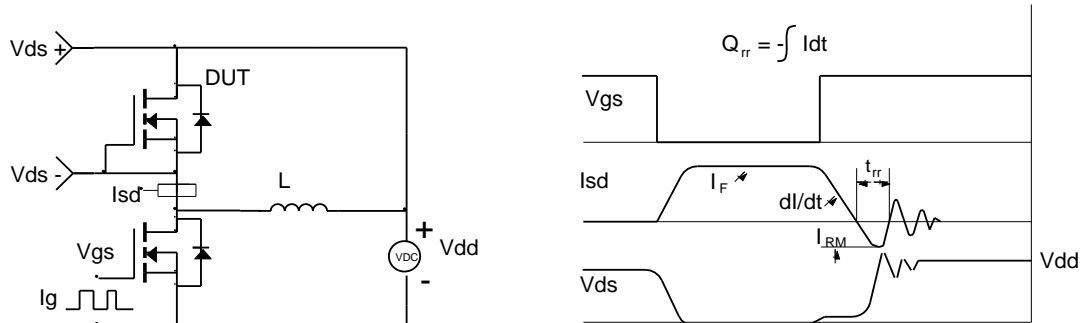 Vds +
DUT
Vds -
Isd
L
Vgs
Ig
+
VDC
Vdd
-
Q rr = - ∫ Idt
Vgs
Isd
I F
dI/dt
t rr
I RM
Vds
Vdd